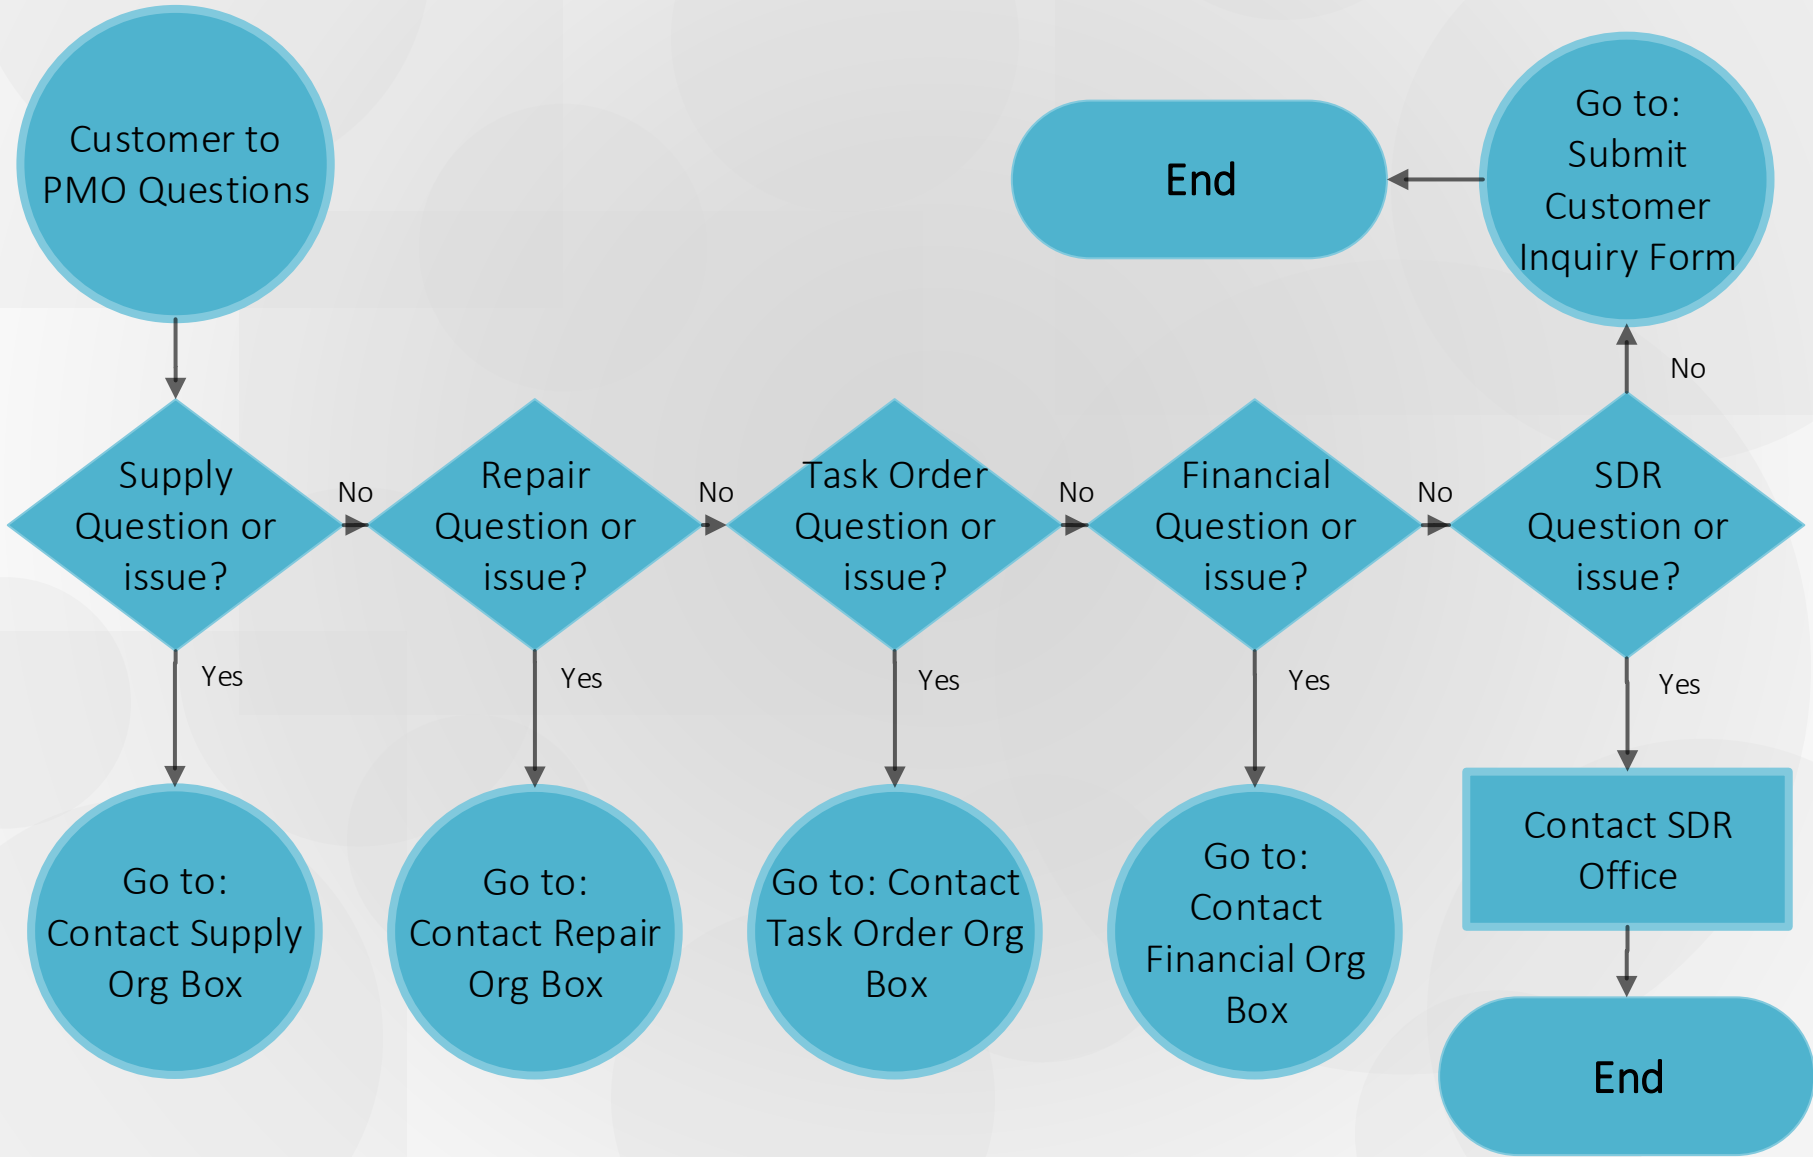 Customer to
PMO Questions
End
Go to:
Submit
Customer
Inquiry Form
No
Supply
Question or
issue?
No
Repair
Question or
issue?
No
Task Order
Question or
issue?
No
Financial
Question or
issue?
No
SDR
Question or
issue?
Yes
Yes
Yes
Yes
Yes
Go to:
Contact Supply
Org Box
Go to:
Contact Repair
Org Box
Go to: Contact
Task Order Org
Box
Go to:
Contact
Financial Org
Box
Contact SDR
Office
End